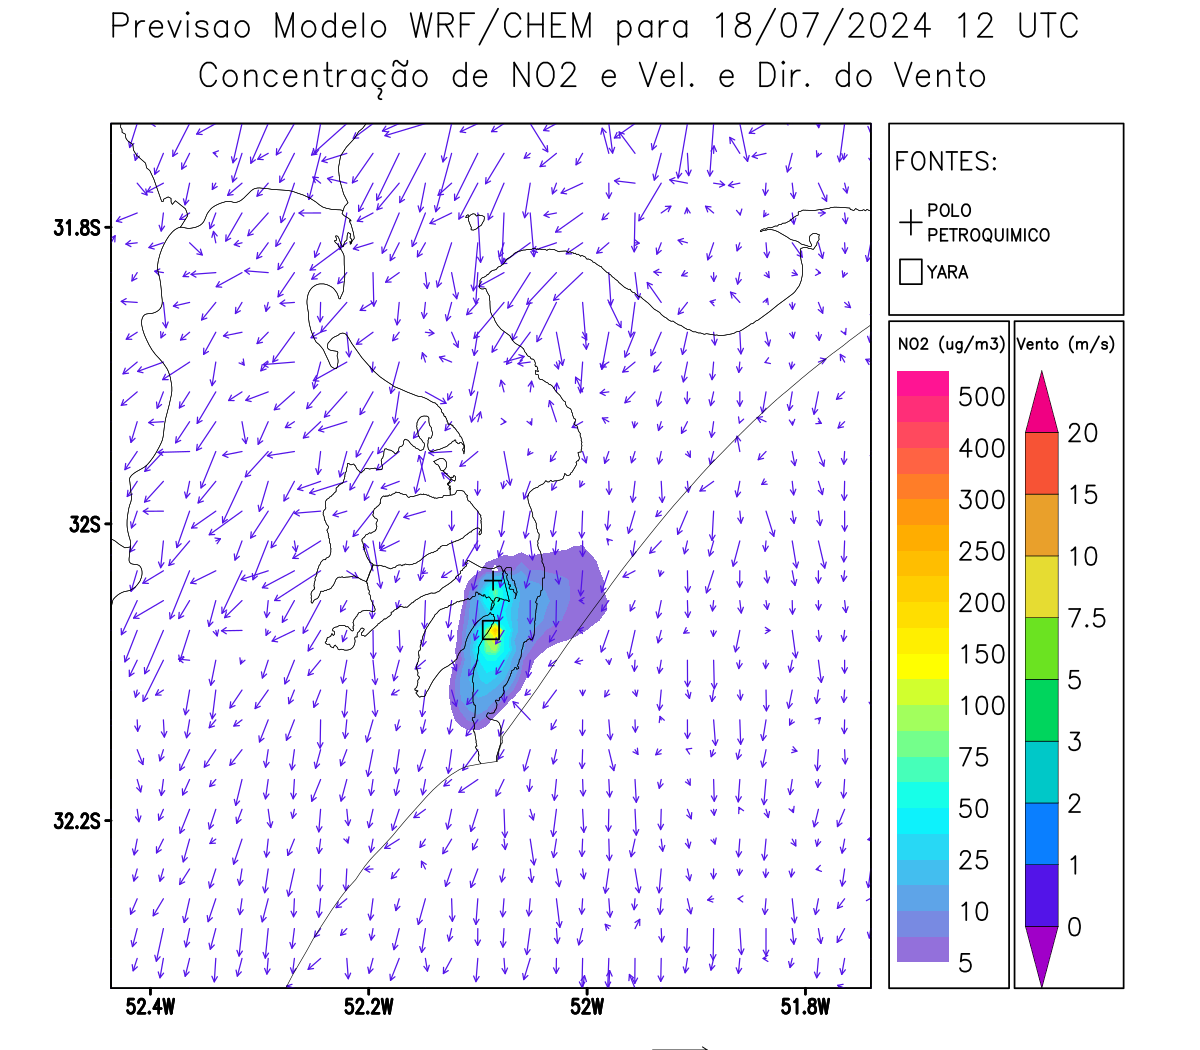 Previsao Modelo WRF/CHEM para 18/07/2024 12 UTC
Concentração de NO2 e Vel. e Dir. do Vento
FONTES:
POLO
PETROQUIMICO
YARA
NO2 (ug/m3)
500
400
300
250
200
150
100
75
50
25
10
5
Vento (m/s)
20
15
10
7.5
5
3
2
1
0
31.8S
32S
32.2S
52.4W
52.2W
52W
51.8W